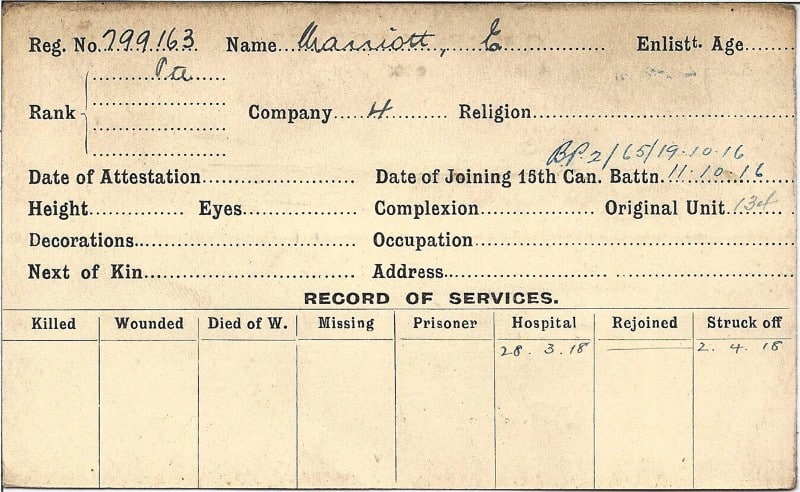 Reg. No. 799163 Name Marriott, E Enlistt. Age
Pte
Rank Company 4 Religion
B.P. 2/65/19.10.16
Date of Attestation Date of Joining 15th Can. Battn. 11.10.16
Height Eyes Complexion Original Unit 134
Decorations Occupation
Next of Kin Address
RECORD OF SERVICES.
Killed Wounded Died of W. Missing Prisoner Hospital Rejoined Struck off
28.3.18 2.4.18